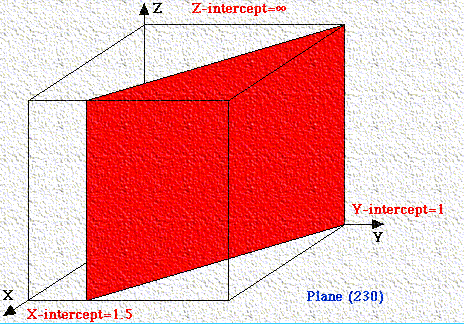 Z
Z-intercept=∞
Y-intercept=1
Y
X
X-intercept=1.5
Plane (230)